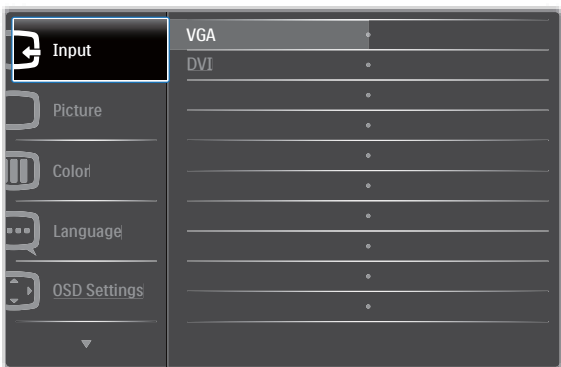 Input
VGA
DVI
Picture
Color
Language
OSD Settings